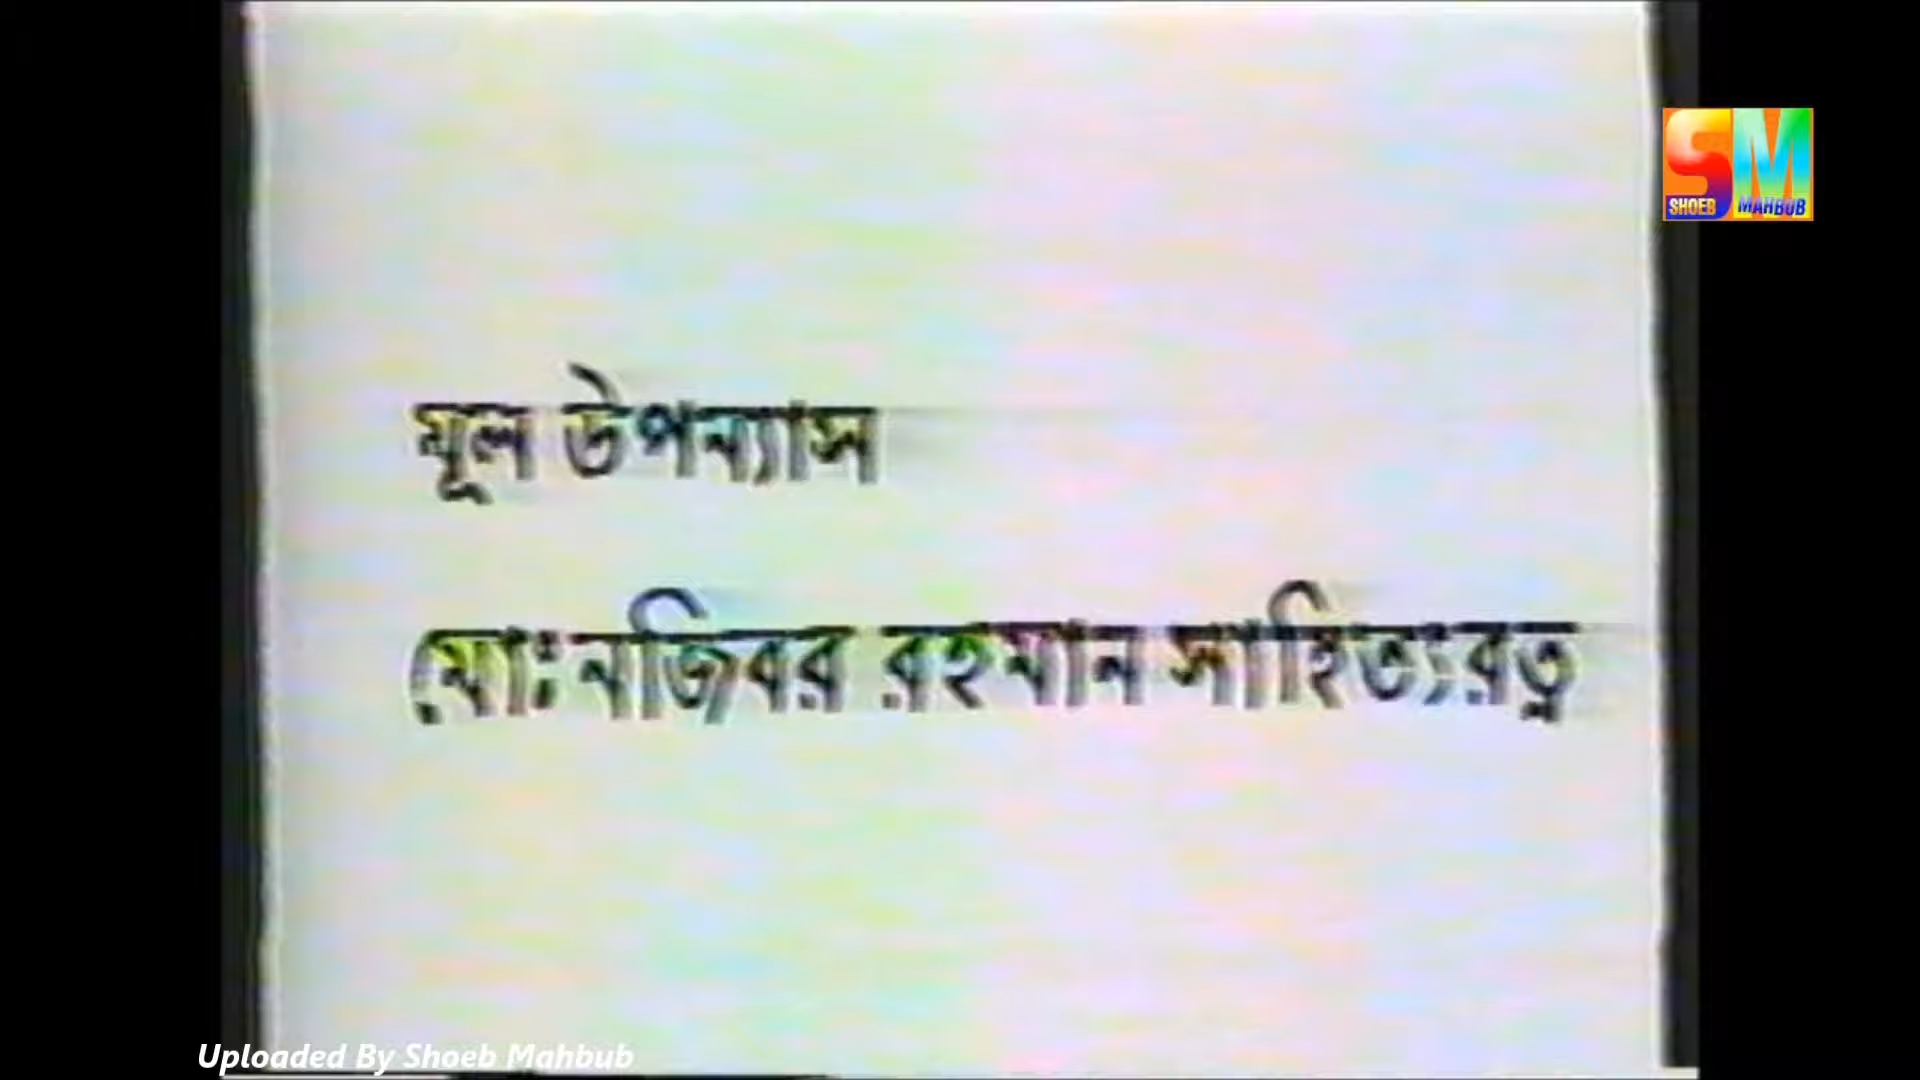 SM
SHOEB MAHBUB
মূল উপন্যাস
মোঃ নজিবর রহমান সাহিত্যরত্ন
Uploaded By Shoeb Mahbub